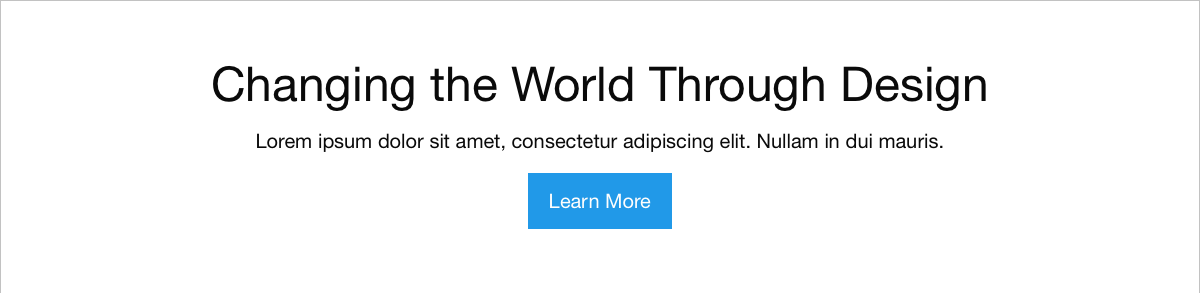 Changing the World Through Design
Lorem ipsum dolor sit amet, consectetur adipiscing elit. Nullam in dui mauris.
Learn More